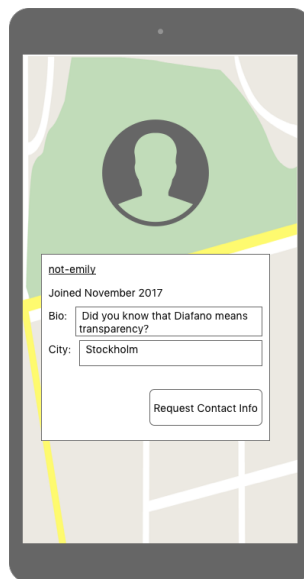 not-emily
Joined November 2017
Bio: Did you know that Diafano means
transparency?
City: Stockholm
Request Contact Info